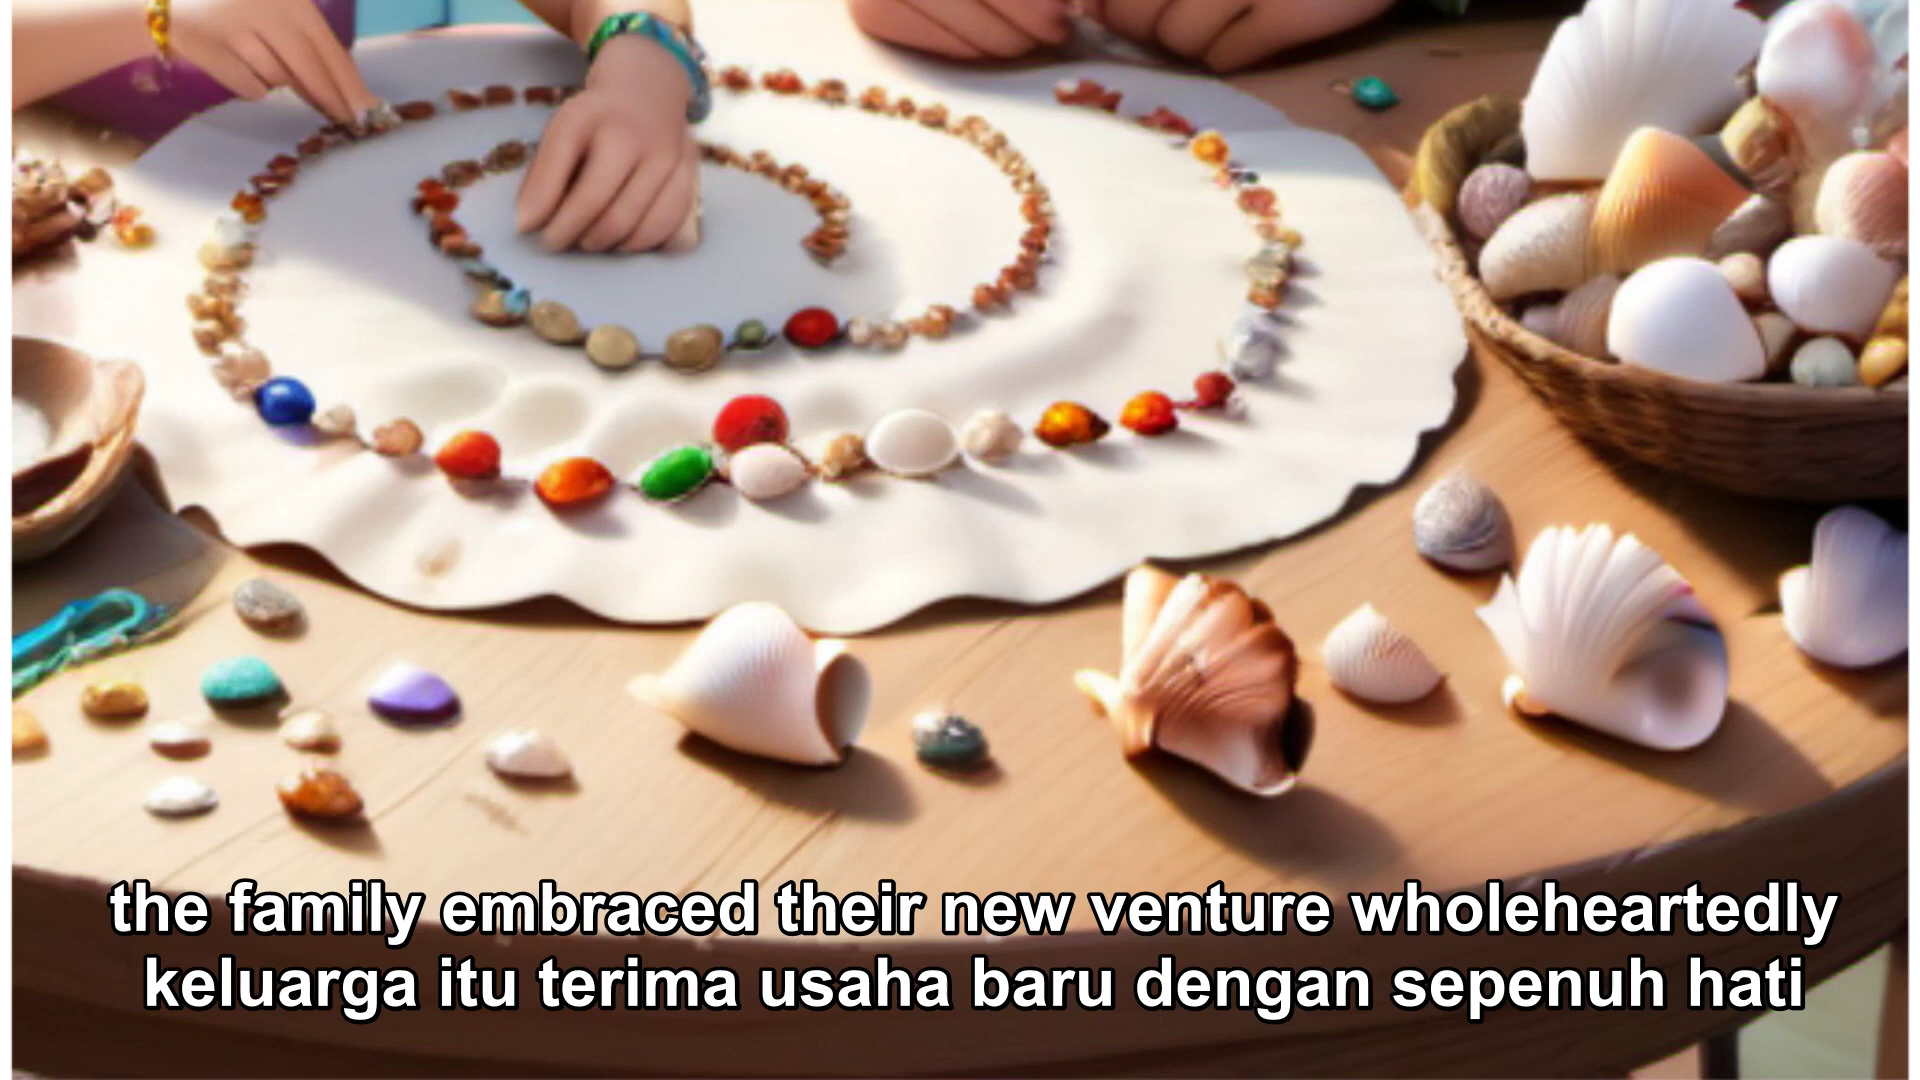 the family embraced their new venture wholeheartedly
keluarga itu terima usaha baru dengan sepenuh hati